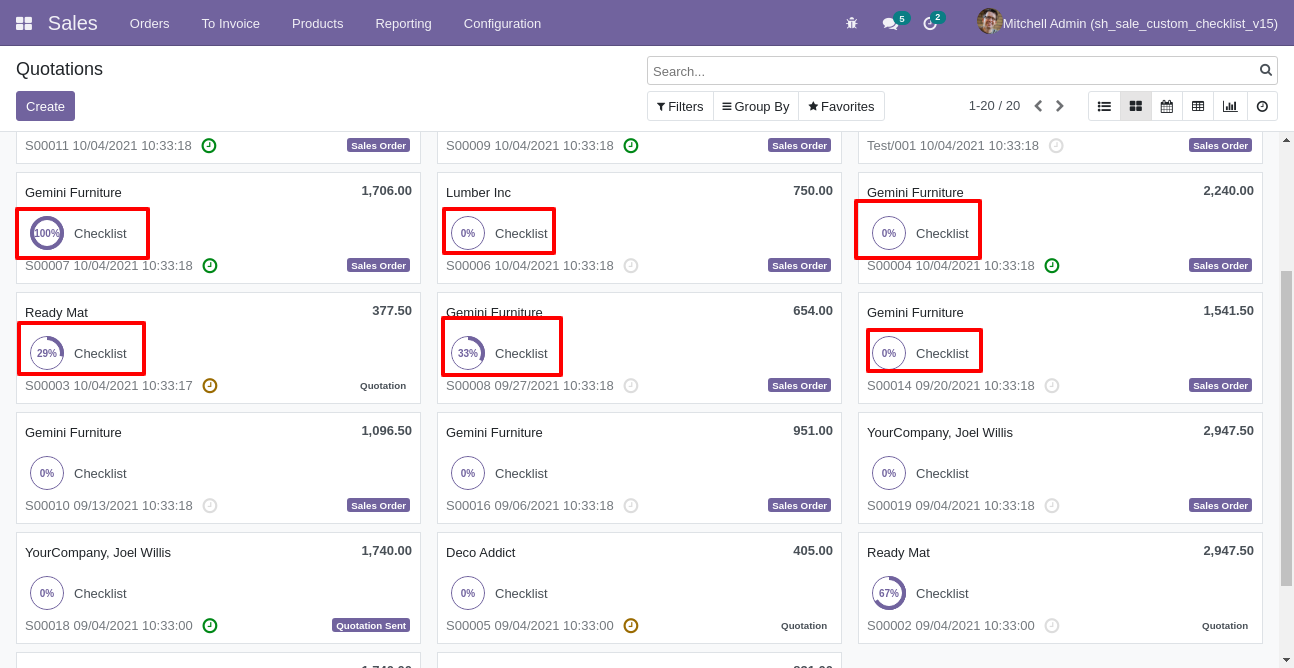 Sales Orders To Invoice Products Reporting Configuration 5 2 Mitchell Admin (sh_sale_custom_checklist_v15)
Quotations
Search...
Create
Filters Group By Favorites 1-20 / 20
S00011 10/04/2021 10:33:18 Sales Order S00009 10/04/2021 10:33:18 Sales Order Test/001 10/04/2021 10:33:18 Sales Order
Gemini Furniture 1,706.00 Lumber Inc 750.00 Gemini Furniture 2,240.00
100% Checklist 0% Checklist 0% Checklist
S00007 10/04/2021 10:33:18 Sales Order S00006 10/04/2021 10:33:18 Sales Order S00004 10/04/2021 10:33:18 Sales Order
Ready Mat 377.50 Gemini Furniture 654.00 Gemini Furniture 1,541.50
29% Checklist 33% Checklist 0% Checklist
S00003 10/04/2021 10:33:17 Quotation S00008 09/27/2021 10:33:18 Sales Order S00014 09/20/2021 10:33:18 Sales Order
Gemini Furniture 1,096.50 Gemini Furniture 951.00 YourCompany, Joel Willis 2,947.50
0% Checklist 0% Checklist 0% Checklist
S00010 09/13/2021 10:33:18 Sales Order S00016 09/06/2021 10:33:18 Sales Order S00019 09/04/2021 10:33:18 Sales Order
YourCompany, Joel Willis 1,740.00 Deco Addict 405.00 Ready Mat 2,947.50
0% Checklist 0% Checklist 67% Checklist
S00018 09/04/2021 10:33:00 Quotation Sent S00005 09/04/2021 10:33:00 Quotation S00002 09/04/2021 10:33:00 Quotation